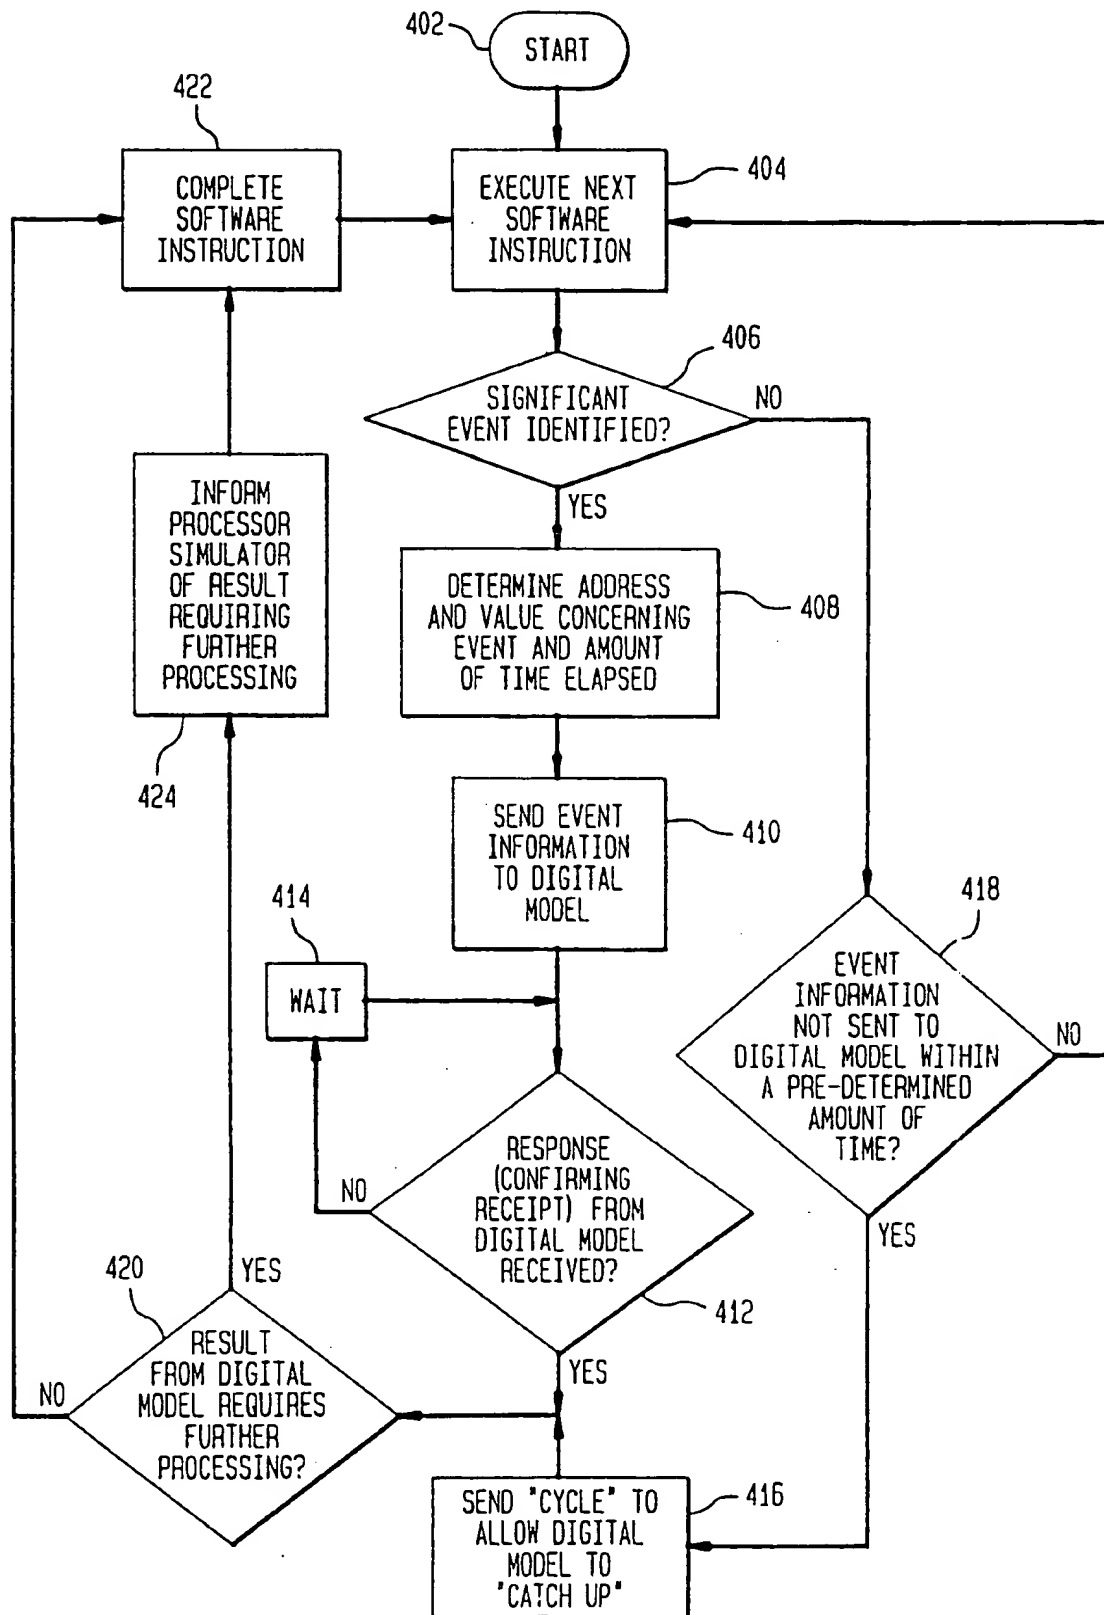 402
START
422
COMPLETE
SOFTWARE
INSTRUCTION
EXECUTE NEXT
SOFTWARE
INSTRUCTION
404
406
SIGNIFICANT
EVENT IDENTIFIED?
NO
YES
INFORM
PROCESSOR
SIMULATOR
OF RESULT
REQUIRING
FURTHER
PROCESSING
424
DETERMINE ADDRESS
AND VALUE CONCERNING
EVENT AND AMOUNT
OF TIME ELAPSED
408
SEND EVENT
INFORMATION
TO DIGITAL
MODEL
410
414
WAIT
418
EVENT
INFORMATION
NOT SENT TO
DIGITAL MODEL WITHIN
A PRE-DETERMINED
AMOUNT OF
TIME?
NO
YES
RESPONSE
(CONFIRMING
RECEIPT) FROM
DIGITAL MODEL
RECEIVED?
NO
412
YES
420
YES
RESULT
FROM DIGITAL
MODEL REQUIRES
FURTHER
PROCESSING?
NO
SEND "CYCLE" TO
ALLOW DIGITAL
MODEL TO
"CATCH UP"
416